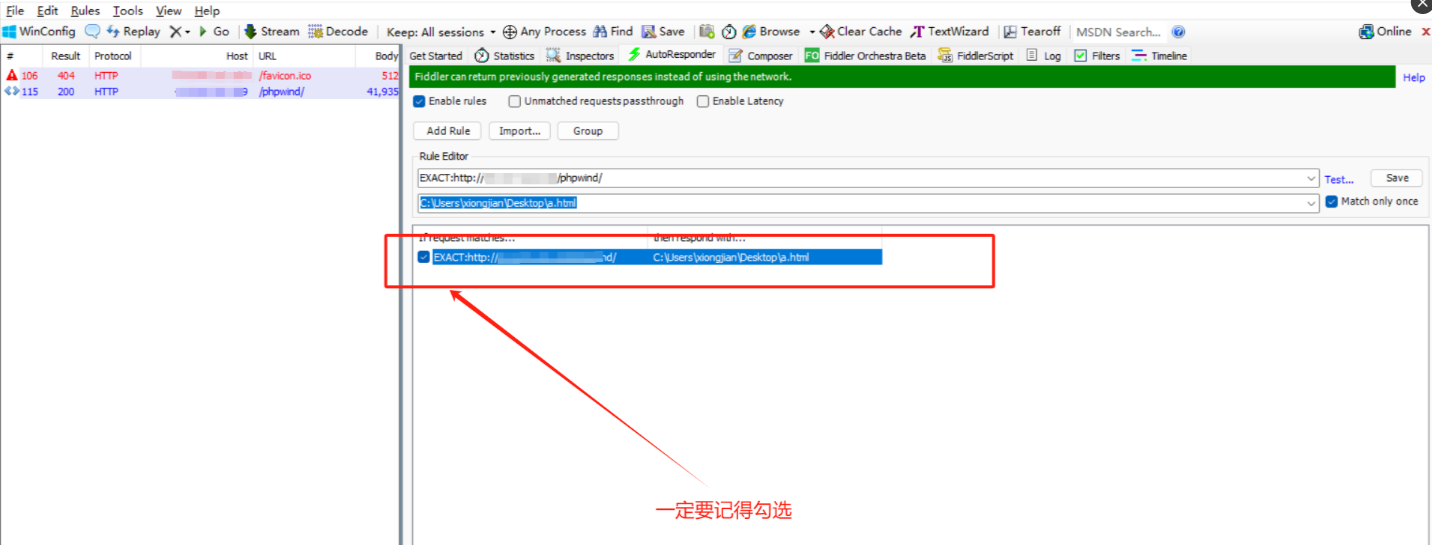 File Edit Rules Tools View Help
WinConfig Replay Go Stream Decode Keep: All sessions Any Process Find Save Browse Clear Cache TextWizard Tearoff MSDN Search... Online
# Result Protocol Host URL Body
106 404 HTTP /favicon.ico 512
115 200 HTTP 9 /phpwind/ 41,935
Get Started Statistics Inspectors AutoResponder Composer FO Fiddler Orchestra Beta FiddlerScript Log Filters Timeline
Fiddler can return previously generated responses instead of using the network. Help
Enable rules Unmatched requests passthrough Enable Latency
Add Rule Import... Group
Rule Editor
EXACT:http:// /phpwind/ Test... Save
C:\Users\xiongjian\Desktop\a.html Match only once
If request matches... then respond with...
EXACT:http:// nd/ C:\Users\xiongjian\Desktop\a.html
一定要记得勾选